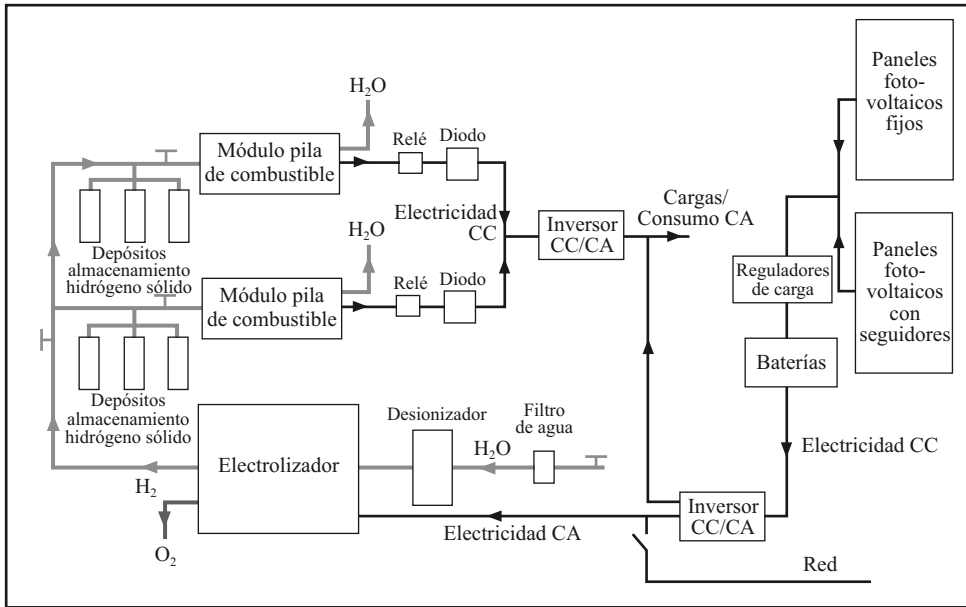 Paneles
foto-
voltaicos
fijos
H₂O
Relé
Diodo
Módulo pila
de combustible
Depósitos
almacenamiento
hidrógeno sólido
Electricidad
CC
Inversor
CC/CA
Cargas/
Consumo CA
H₂O
Relé
Diodo
Módulo pila
de combustible
Reguladores
de carga
Paneles
foto-
voltaicos
con
seguidores
Baterías
Depósitos
almacenamiento
hidrógeno sólido
Electrolizador
Desionizador
Filtro
de agua
H₂O
Electricidad CC
H₂
O₂
Electricidad CA
Inversor
CC/CA
Red